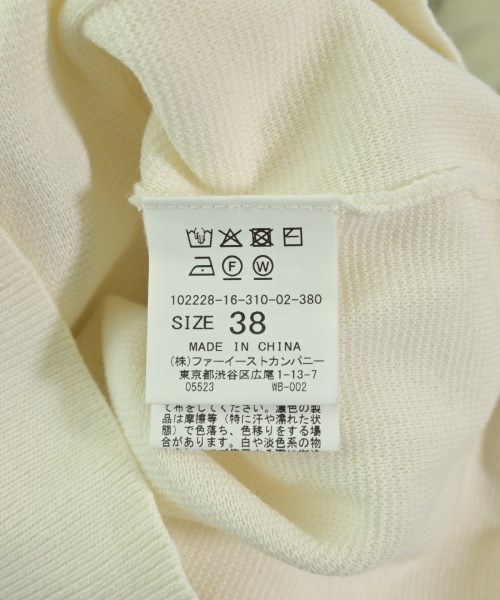 F W
102228-16-310-02-380
SIZE 38
MADE IN CHINA
(株)ファーイーストカンパニー
東京都渋谷区広尾1-13-7
05523 WB-002
て布をしてください。濃色の製
品は摩擦等（特に汗や濡れた状
態）で色落ち、色移りをする場
合があります。白や淡色系の物